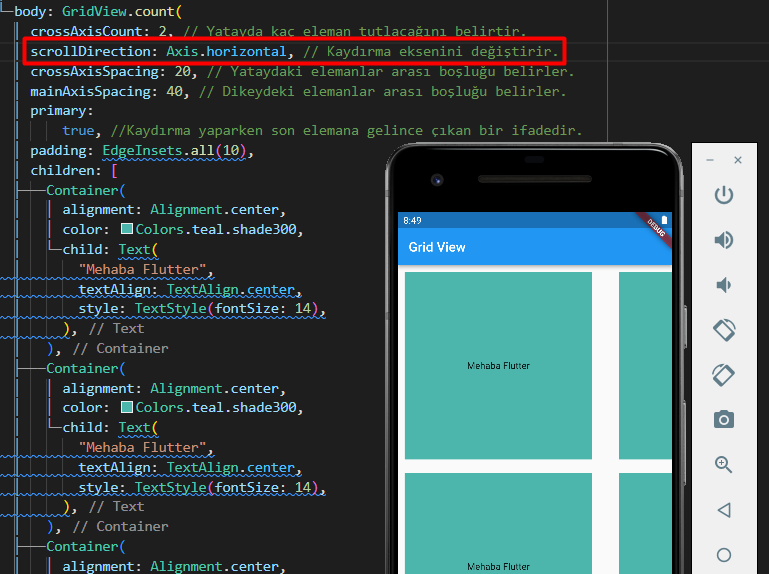 body: GridView.count(
crossAxisCount: 2, // Yatayda kaç eleman tutlacağını belirtir.
scrollDirection: Axis.horizontal, // Kaydırma eksenini değiştirir.
crossAxisSpacing: 20, // Yataydaki elemanlar arası boşluğu belirler.
mainAxisSpacing: 40, // Dikeydeki elemanlar arası boşluğu belirler.
primary:
true, //Kaydırma yaparken son elemana gelince çıkan bir ifadedir.
padding: EdgeInsets.all(10),
children: [
Container(
alignment: Alignment.center,
color: Colors.teal.shade300,
child: Text(
"Mehaba Flutter",
textAlign: TextAlign.center,
style: TextStyle(fontSize: 14),
), // Text
), // Container
Container(
alignment: Alignment.center,
color: Colors.teal.shade300,
child: Text(
"Mehaba Flutter",
textAlign: TextAlign.center,
style: TextStyle(fontSize: 14),
), // Text
), // Container
Container(
alignment: Alignment.center,
8:49
DEBUG
Grid View
Mehaba Flutter
Mehaba Flutter